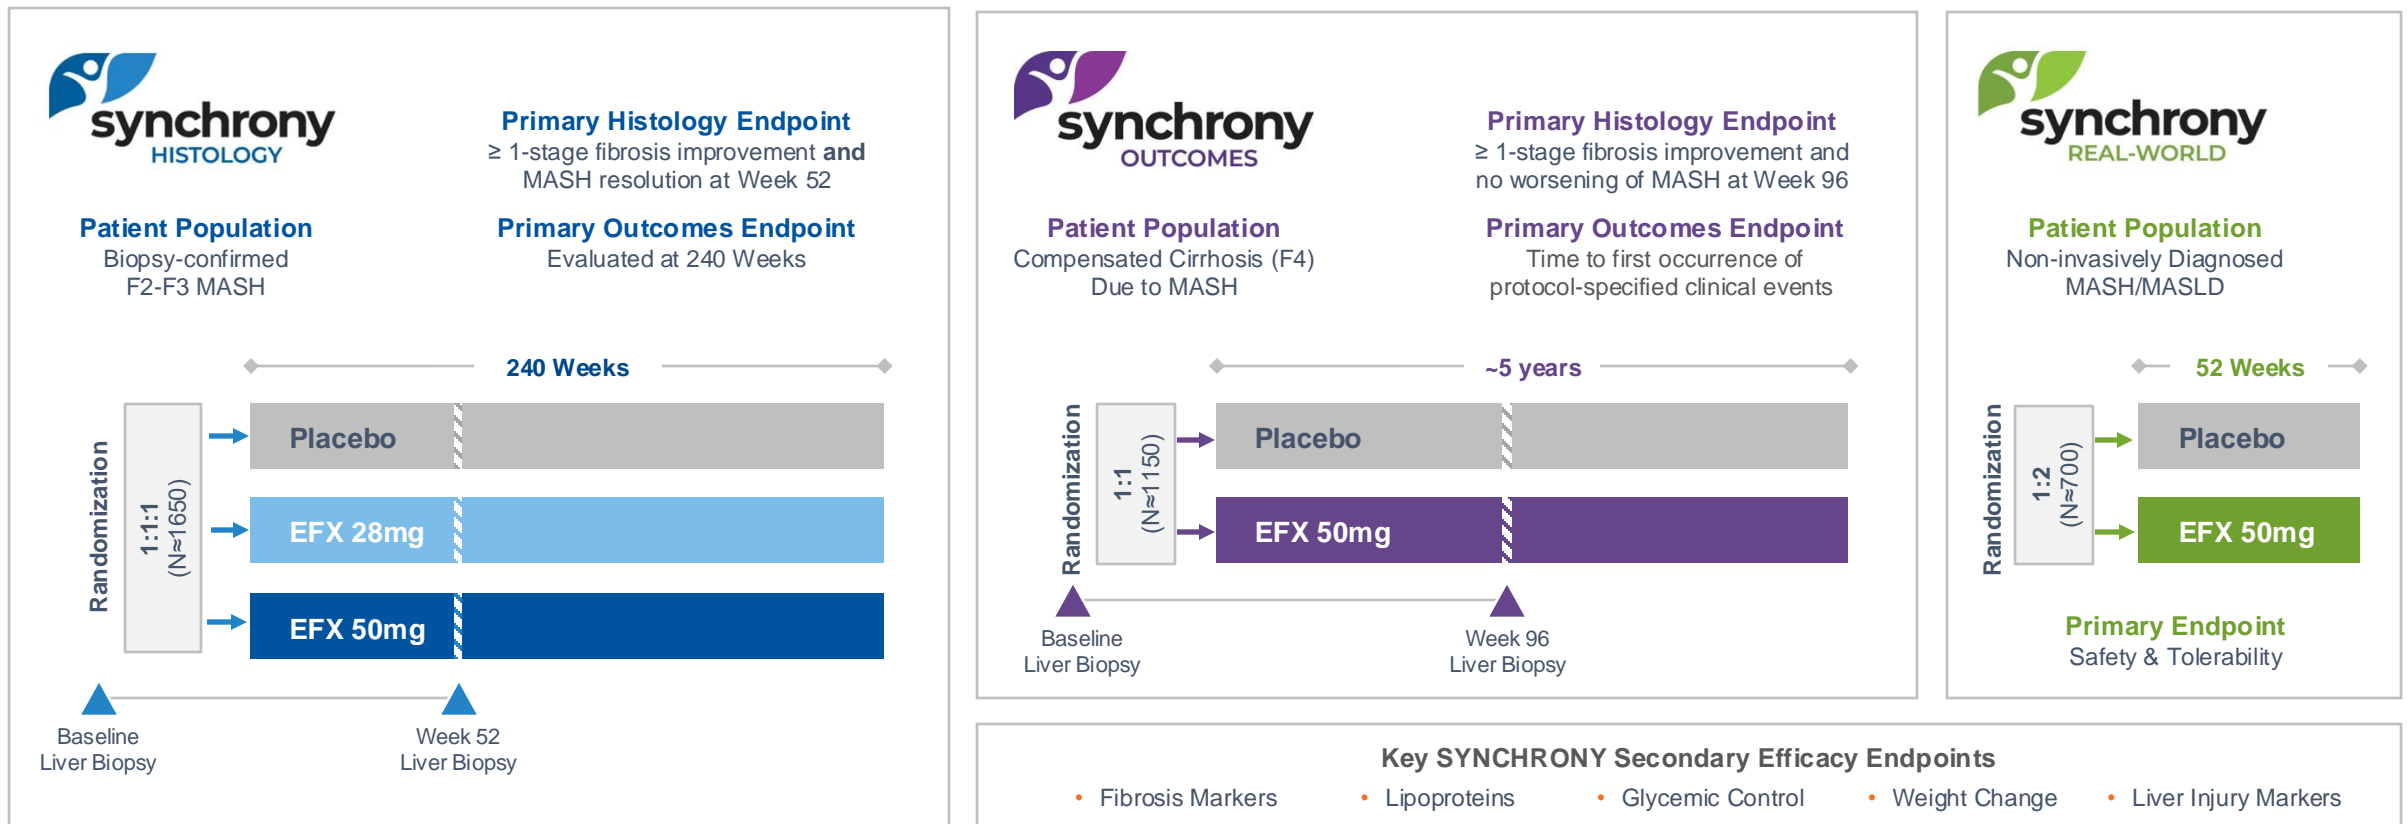 synchrony
HISTOLOGY
Primary Histology Endpoint
≥ 1-stage fibrosis improvement and
MASH resolution at Week 52
Patient Population
Biopsy-confirmed
F2-F3 MASH
Primary Outcomes Endpoint
Evaluated at 240 Weeks
240 Weeks
Randomization
1:1:1
(N≈1650)
Placebo
EFX 28mg
EFX 50mg
Baseline
Liver Biopsy
Week 52
Liver Biopsy
synchrony
OUTCOMES
Primary Histology Endpoint
≥ 1-stage fibrosis improvement and
no worsening of MASH at Week 96
Patient Population
Compensated Cirrhosis (F4)
Due to MASH
Primary Outcomes Endpoint
Time to first occurrence of
protocol-specified clinical events
~5 years
Randomization
1:1
(N≈1150)
Placebo
EFX 50mg
Baseline
Liver Biopsy
Week 96
Liver Biopsy
synchrony
REAL-WORLD
Patient Population
Non-invasively Diagnosed
MASH/MASLD
52 Weeks
Randomization
1:2
(N≈700)
Placebo
EFX 50mg
Primary Endpoint
Safety & Tolerability
Key SYNCHRONY Secondary Efficacy Endpoints
• Fibrosis Markers • Lipoproteins • Glycemic Control • Weight Change • Liver Injury Markers